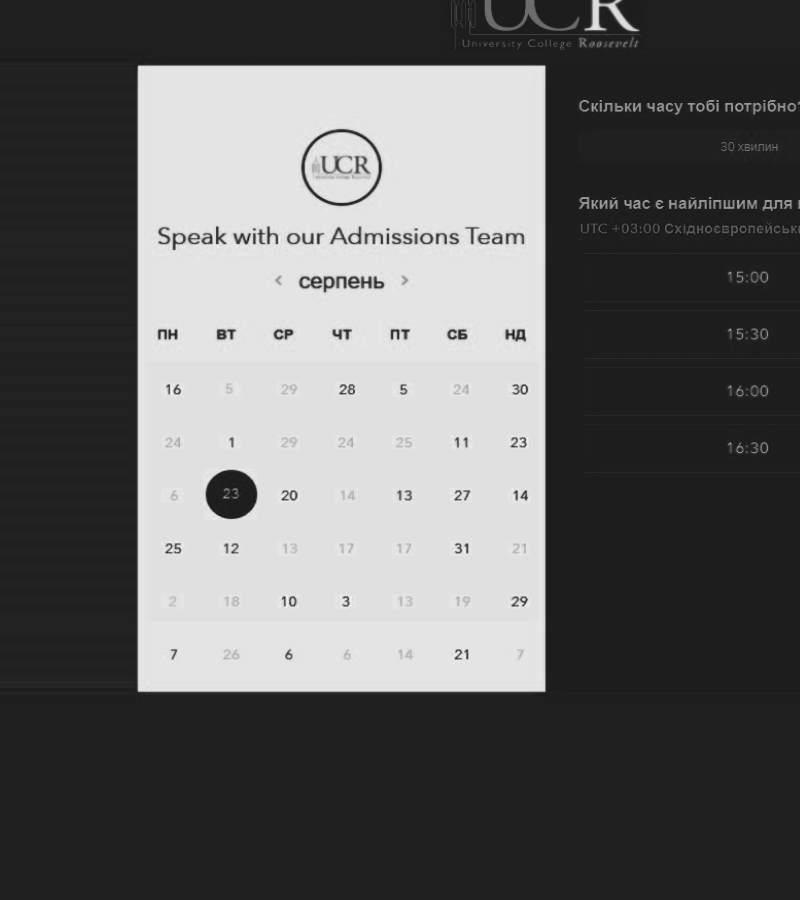 UCR
University College Roosevelt
UCR
Speak with our Admissions Team
< серпень >
ПН ВТ СР ЧТ ПТ СБ НД
16 5 29 28 5 24 30
24 1 29 24 25 11 23
6 23 20 14 13 27 14
25 12 13 17 17 31 21
2 18 10 3 13 19 29
7 26 6 6 14 21 7
Скільки часу тобі потрібно?
30 хвилин
Який час є найліпшим для
UTC +03:00 Східноєвропейськ
15:00
15:30
16:00
16:30